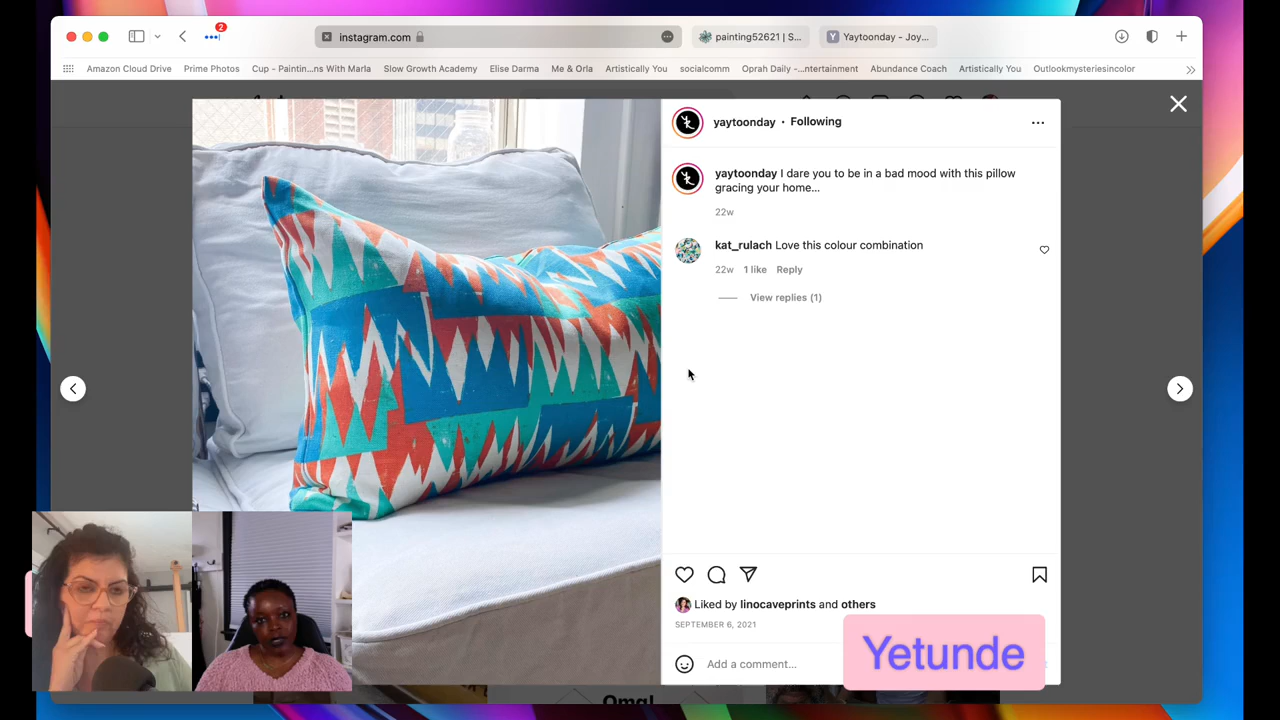 2
instagram.com
painting52621 | S...
Y Yaytoonday - Joy...
Amazon Cloud Drive Prime Photos Cup - Paintin...ns With Marla Slow Growth Academy Elise Darma Me & Orla Artistically You socialcomm Oprah Daily -...ntertainment Abundance Coach Artistically You Outlookmysteriesincolor
yaytoonday • Following
yaytoonday I dare you to be in a bad mood with this pillow
gracing your home...
22w
kat_rulach Love this colour combination
22w 1 like Reply
View replies (1)
Liked by linocaveprints and others
SEPTEMBER 6, 2021
Add a comment...
Yetunde
Omg!